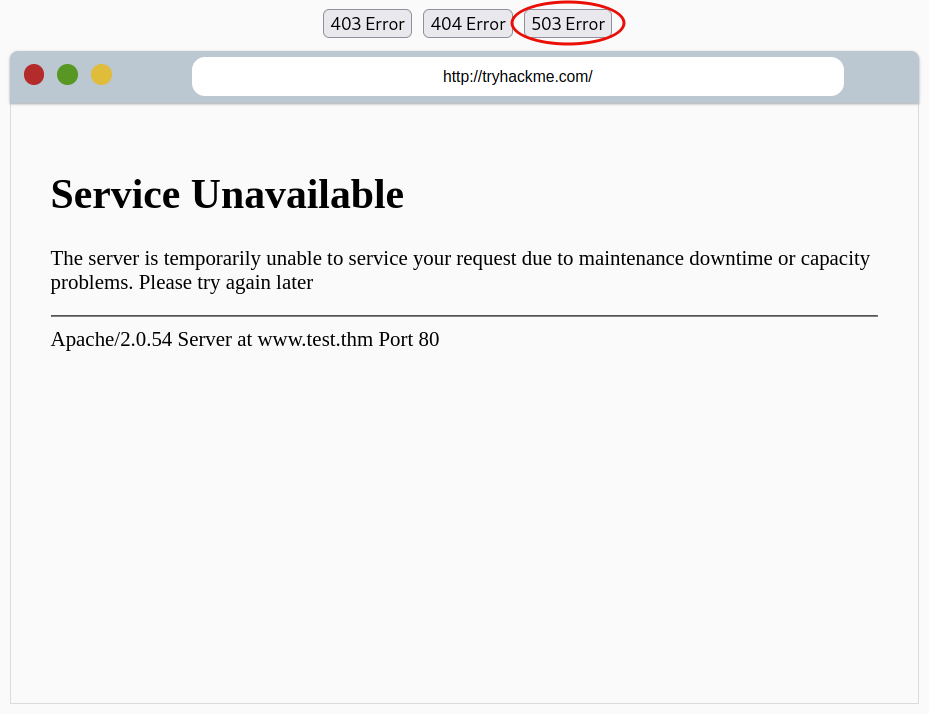 403 Error 404 Error 503 Error
http://tryhackme.com/
Service Unavailable
The server is temporarily unable to service your request due to maintenance downtime or capacity
problems. Please try again later
Apache/2.0.54 Server at www.test.thm Port 80